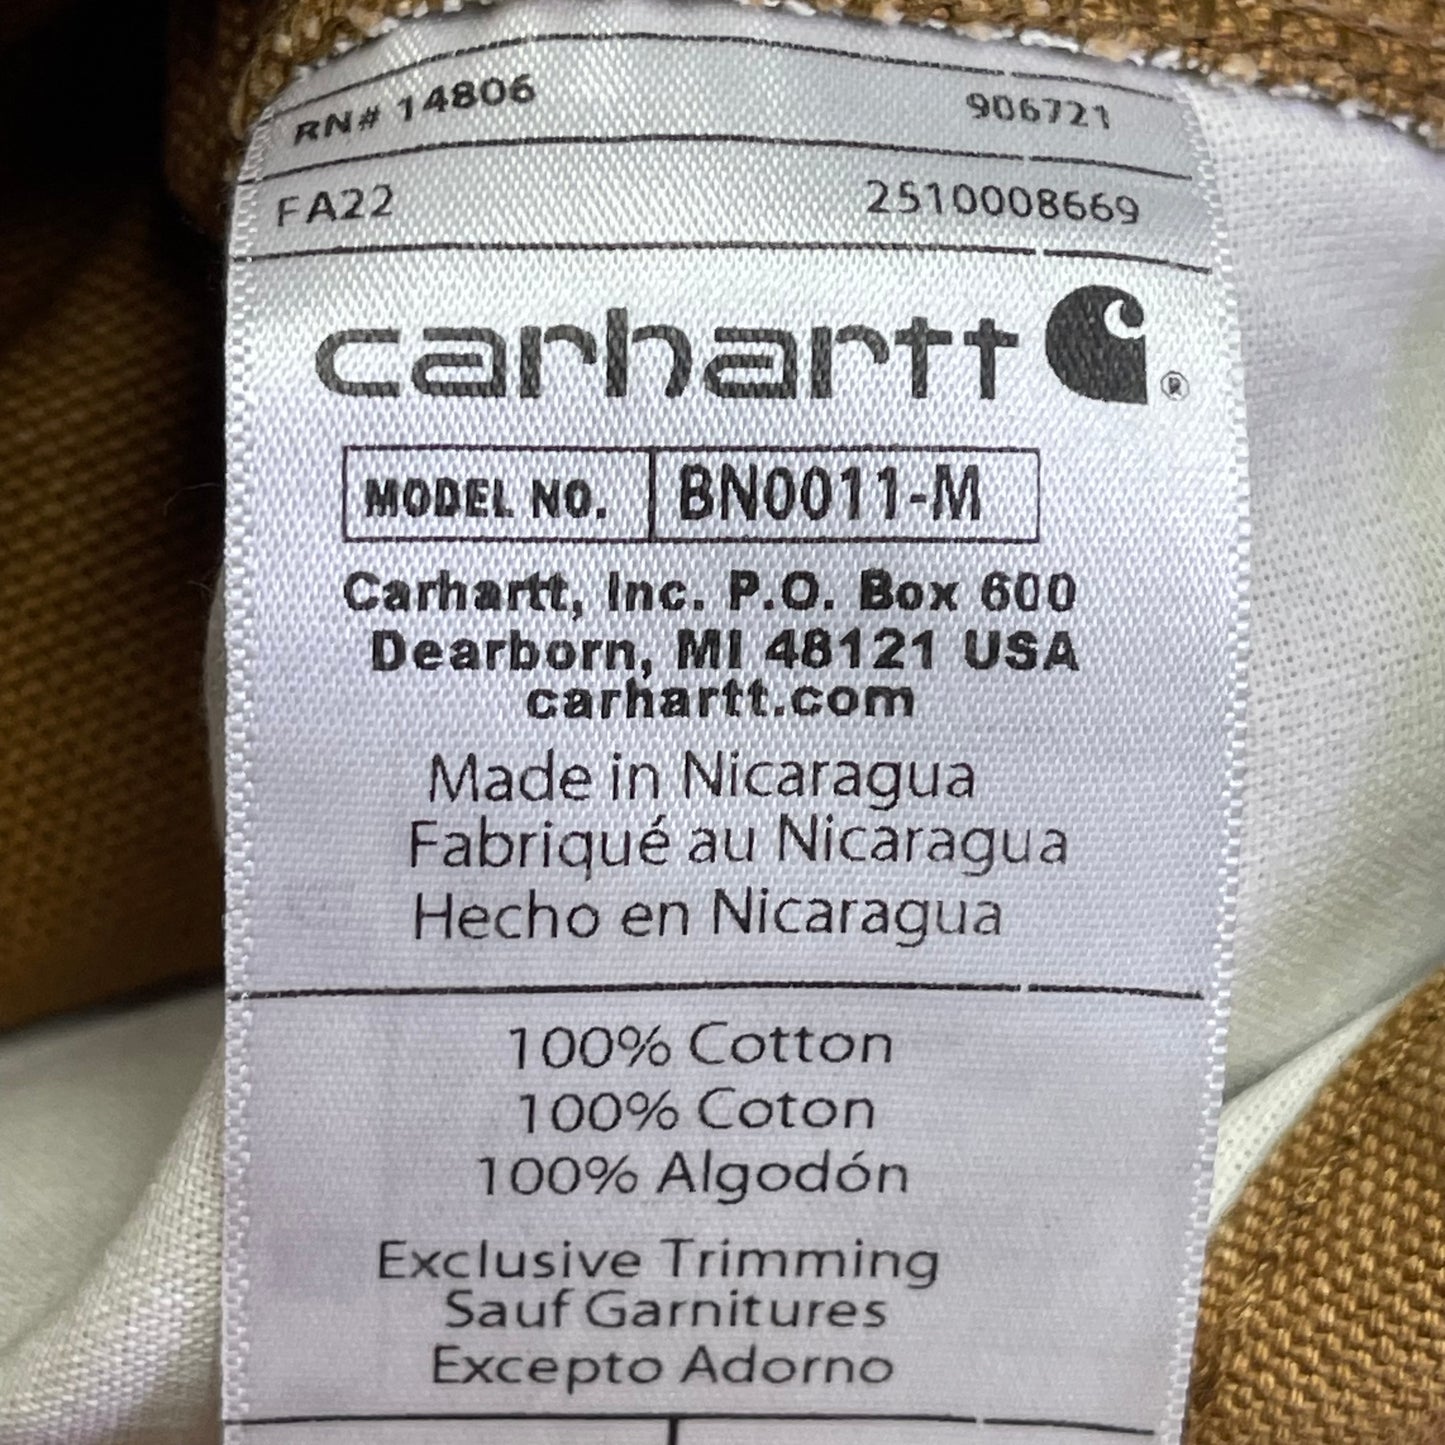 RN# 14806 906721
FA22 2510008669
carhartt ®
MODEL NO. BN0011-M
Carhartt, Inc. P.O. Box 600
Dearborn, MI 48121 USA
carhartt.com
Made in Nicaragua
Fabriqué au Nicaragua
Hecho en Nicaragua
100% Cotton
100% Coton
100% Algodón
Exclusive Trimming
Sauf Garnitures
Excepto Adorno